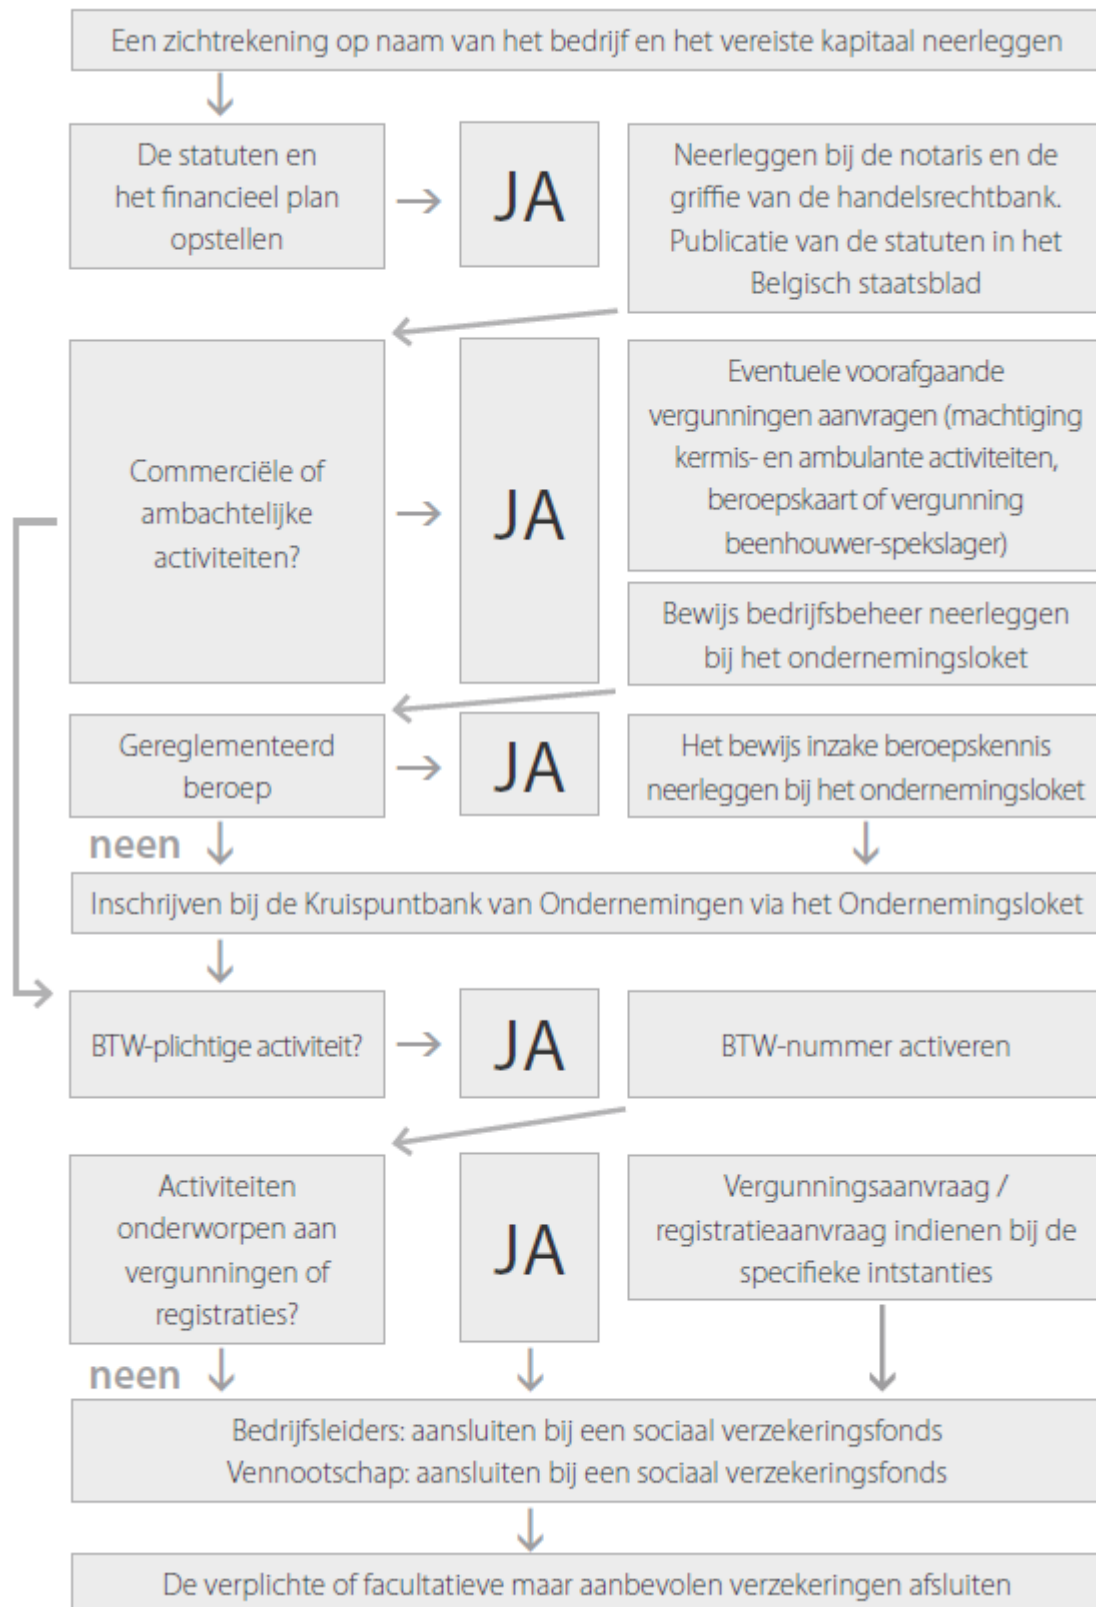 Een zichtrekening op naam van het bedrijf en het vereiste kapitaal neerleggen
De statuten en
het financieel plan
opstellen
JA
Neerleggen bij de notaris en de
griffie van de handelsrechtbank.
Publicatie van de statuten in het
Belgisch staatsblad
Commerciële of
ambachtelijke
activiteiten?
JA
Eventuele voorafgaande
vergunningen aanvragen (machtiging
kermis- en ambulante activiteiten,
beroepskaart of vergunning
beenhouwer-spekslager)
Bewijs bedrijfsbeheer neerleggen
bij het ondernemingsloket
Gereglementeerd
beroep
JA
Het bewijs inzake beroepskennis
neerleggen bij het ondernemingsloket
neen
Inschrijven bij de Kruispuntbank van Ondernemingen via het Ondernemingsloket
BTW-plichtige activiteit?
JA
BTW-nummer activeren
Activiteiten
onderworpen aan
vergunningen of
registraties?
JA
Vergunningsaanvraag /
registratieaanvraag indienen bij de
specifieke intstanties
neen
Bedrijfsleiders: aansluiten bij een sociaal verzekeringsfonds
Vennootschap: aansluiten bij een sociaal verzekeringsfonds
De verplichte of facultatieve maar aanbevolen verzekeringen afsluiten